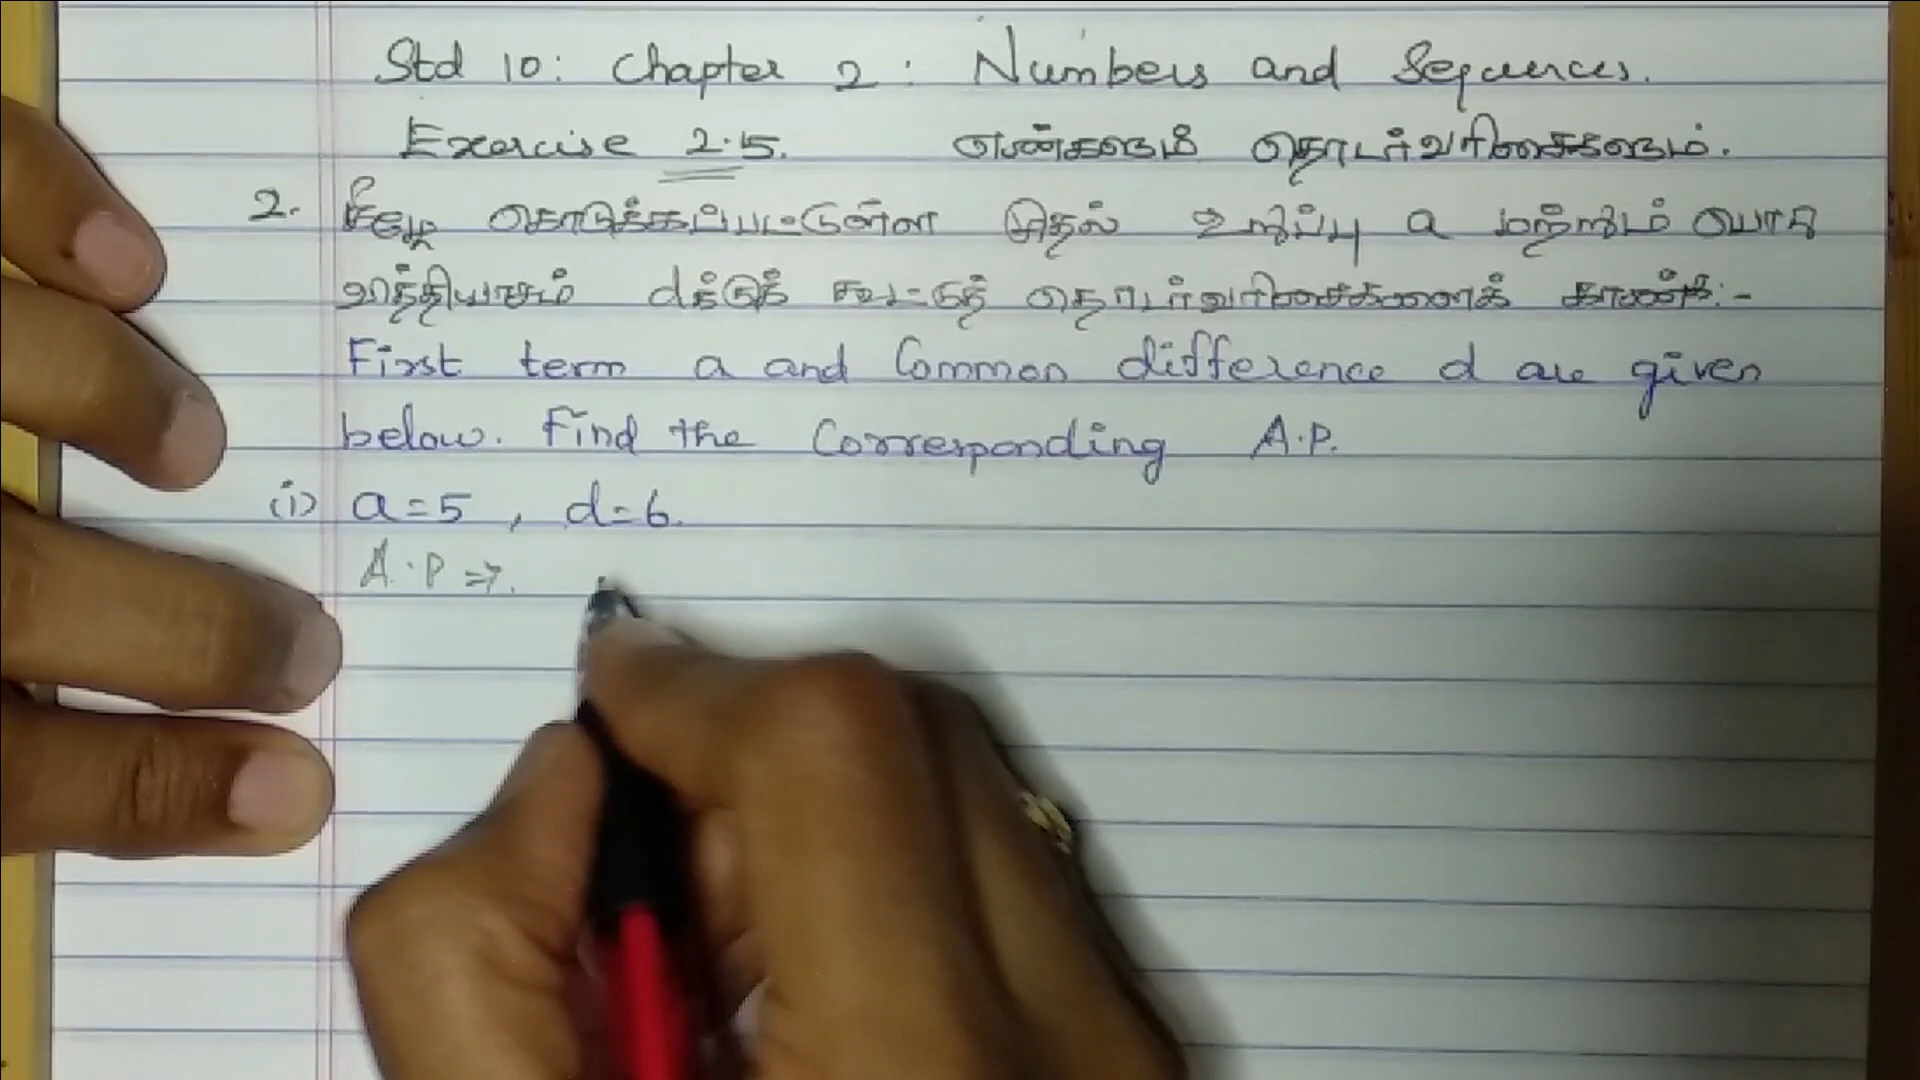 Std 10: Chapter 2: Numbers and Sequences.
Exercise 2.5. எண்களும் தொடர்வரிசைகளும்.
2. கீழே கொடுக்கப்பட்டுள்ள முதல் உறுப்பு a மற்றும் பொது
வித்தியாசம் dக்குக் கூட்டுத் தொடர்வரிசைகளைக் காண்க:-
First term a and Common difference d are given
below. Find the Corresponding A.P.
(i) a=5, d=6.
A.P ⇒.